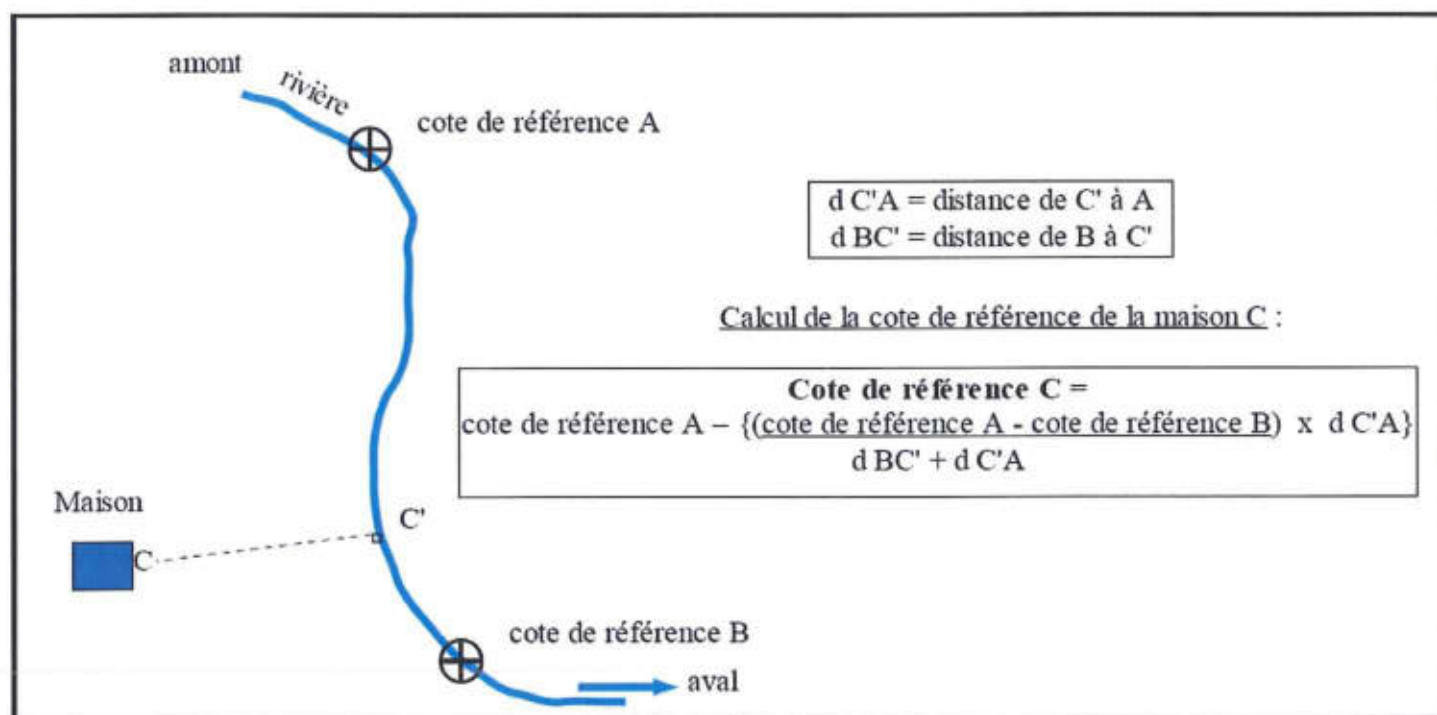 amont
rivière
cote de référence A
d C'A = distance de C' à A
d BC' = distance de B à C'
Calcul de la cote de référence de la maison C :
Cote de référence C =
cote de référence A – {(cote de référence A - cote de référence B) x d C'A}
d BC' + d C'A
Maison
C'
C
cote de référence B
aval